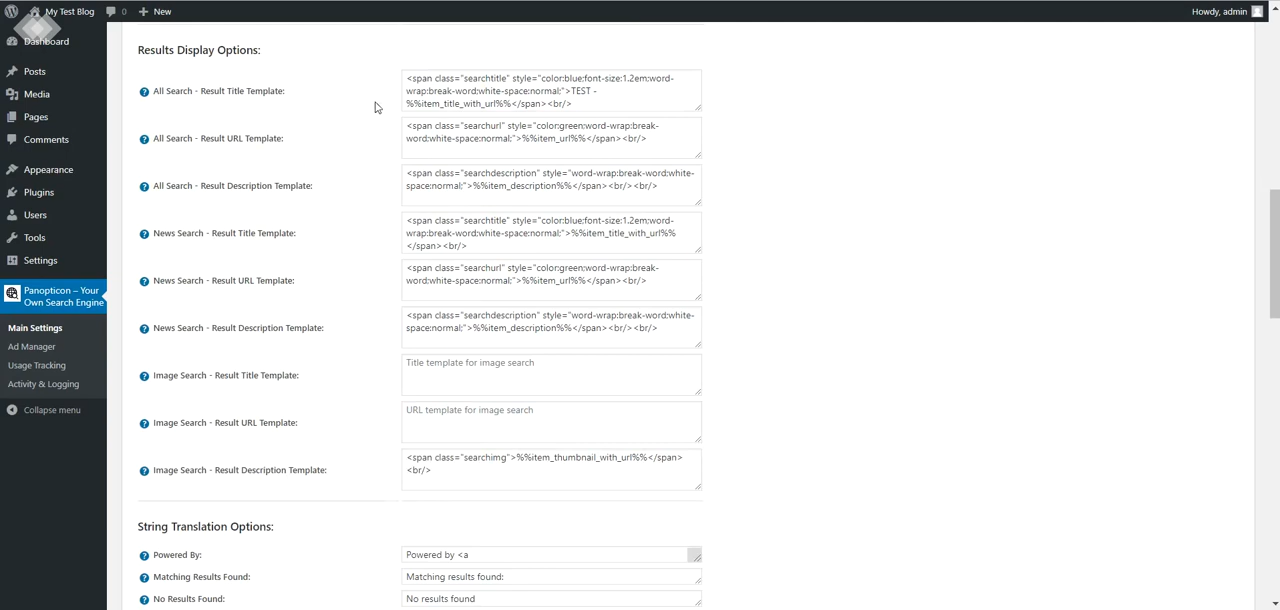 My Test Blog 0 New
Howdy, admin
Dashboard
Posts
Media
Pages
Comments
Appearance
Plugins
Users
Tools
Settings
Panopticon – Your
Own Search Engine
Main Settings
Ad Manager
Usage Tracking
Activity & Logging
Collapse menu
Results Display Options:
All Search - Result Title Template:
<span class="searchtitle" style="color:blue;font-size:1.2em;word-
wrap:break-word;white-space:normal;">TEST -
%%item_title_with_url%%</span><br/>
All Search - Result URL Template:
<span class="searchurl" style="color:green;word-wrap:break-
word;white-space:normal;">%%item_url%%</span><br/>
All Search - Result Description Template:
<span class="searchdescription" style="word-wrap:break-word;white-
space:normal;">%%item_description%%</span><br/><br/>
News Search - Result Title Template:
<span class="searchtitle" style="color:blue;font-size:1.2em;word-
wrap:break-word;white-space:normal;">%%item_title_with_url%%
</span><br/>
News Search - Result URL Template:
<span class="searchurl" style="color:green;word-wrap:break-
word;white-space:normal;">%%item_url%%</span><br/>
News Search - Result Description Template:
<span class="searchdescription" style="word-wrap:break-word;white-
space:normal;">%%item_description%%</span><br/><br/>
Image Search - Result Title Template:
Title template for image search
Image Search - Result URL Template:
URL template for image search
Image Search - Result Description Template:
<span class="searchimg">%%item_thumbnail_with_url%%</span>
<br/>
String Translation Options:
Powered By:
Powered by <a
Matching Results Found:
Matching results found:
No Results Found:
No results found